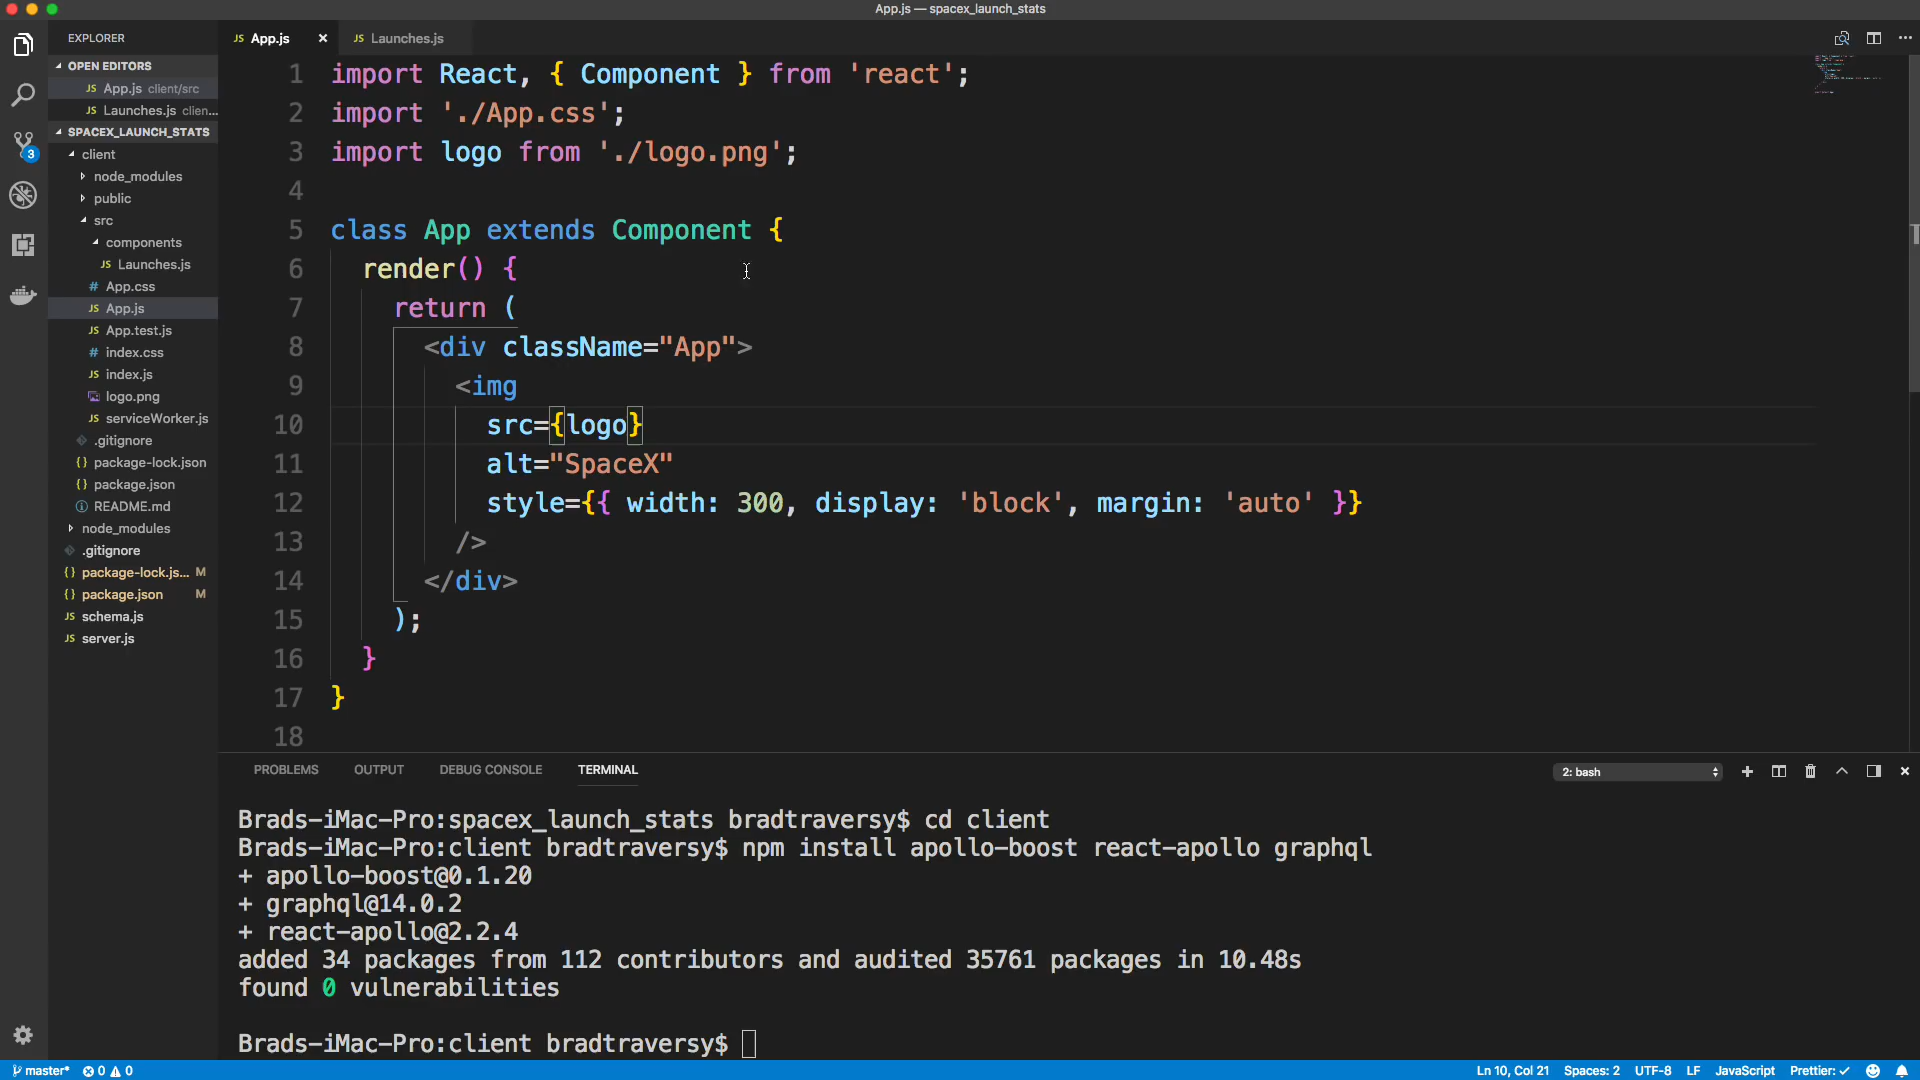 App.js — spacex_launch_stats
EXPLORER
OPEN EDITORS
JS App.js client/src
JS Launches.js clien...
SPACEX_LAUNCH_STATS
client
node_modules
public
src
components
JS Launches.js
# App.css
JS App.js
JS App.test.js
# index.css
JS index.js
logo.png
JS serviceWorker.js
.gitignore
{} package-lock.json
{} package.json
README.md
node_modules
.gitignore
{} package-lock.js... M
{} package.json M
JS schema.js
JS server.js
3
JS App.js
JS Launches.js
1 import React, { Component } from 'react';
2 import './App.css';
3 import logo from './logo.png';
4
5 class App extends Component {
6 render() {
7 return (
8 <div className="App">
9 <img
10 src={logo}
11 alt="SpaceX"
12 style={{ width: 300, display: 'block', margin: 'auto' }}
13 />
14 </div>
15 );
16 }
17 }
18
PROBLEMS OUTPUT DEBUG CONSOLE TERMINAL 2: bash
Brads-iMac-Pro:spacex_launch_stats bradtraversy$ cd client
Brads-iMac-Pro:client bradtraversy$ npm install apollo-boost react-apollo graphql
+ apollo-boost@0.1.20
+ graphql@14.0.2
+ react-apollo@2.2.4
added 34 packages from 112 contributors and audited 35761 packages in 10.48s
found 0 vulnerabilities
Brads-iMac-Pro:client bradtraversy$
master* 0 0 Ln 10, Col 21 Spaces: 2 UTF-8 LF JavaScript Prettier: ✓